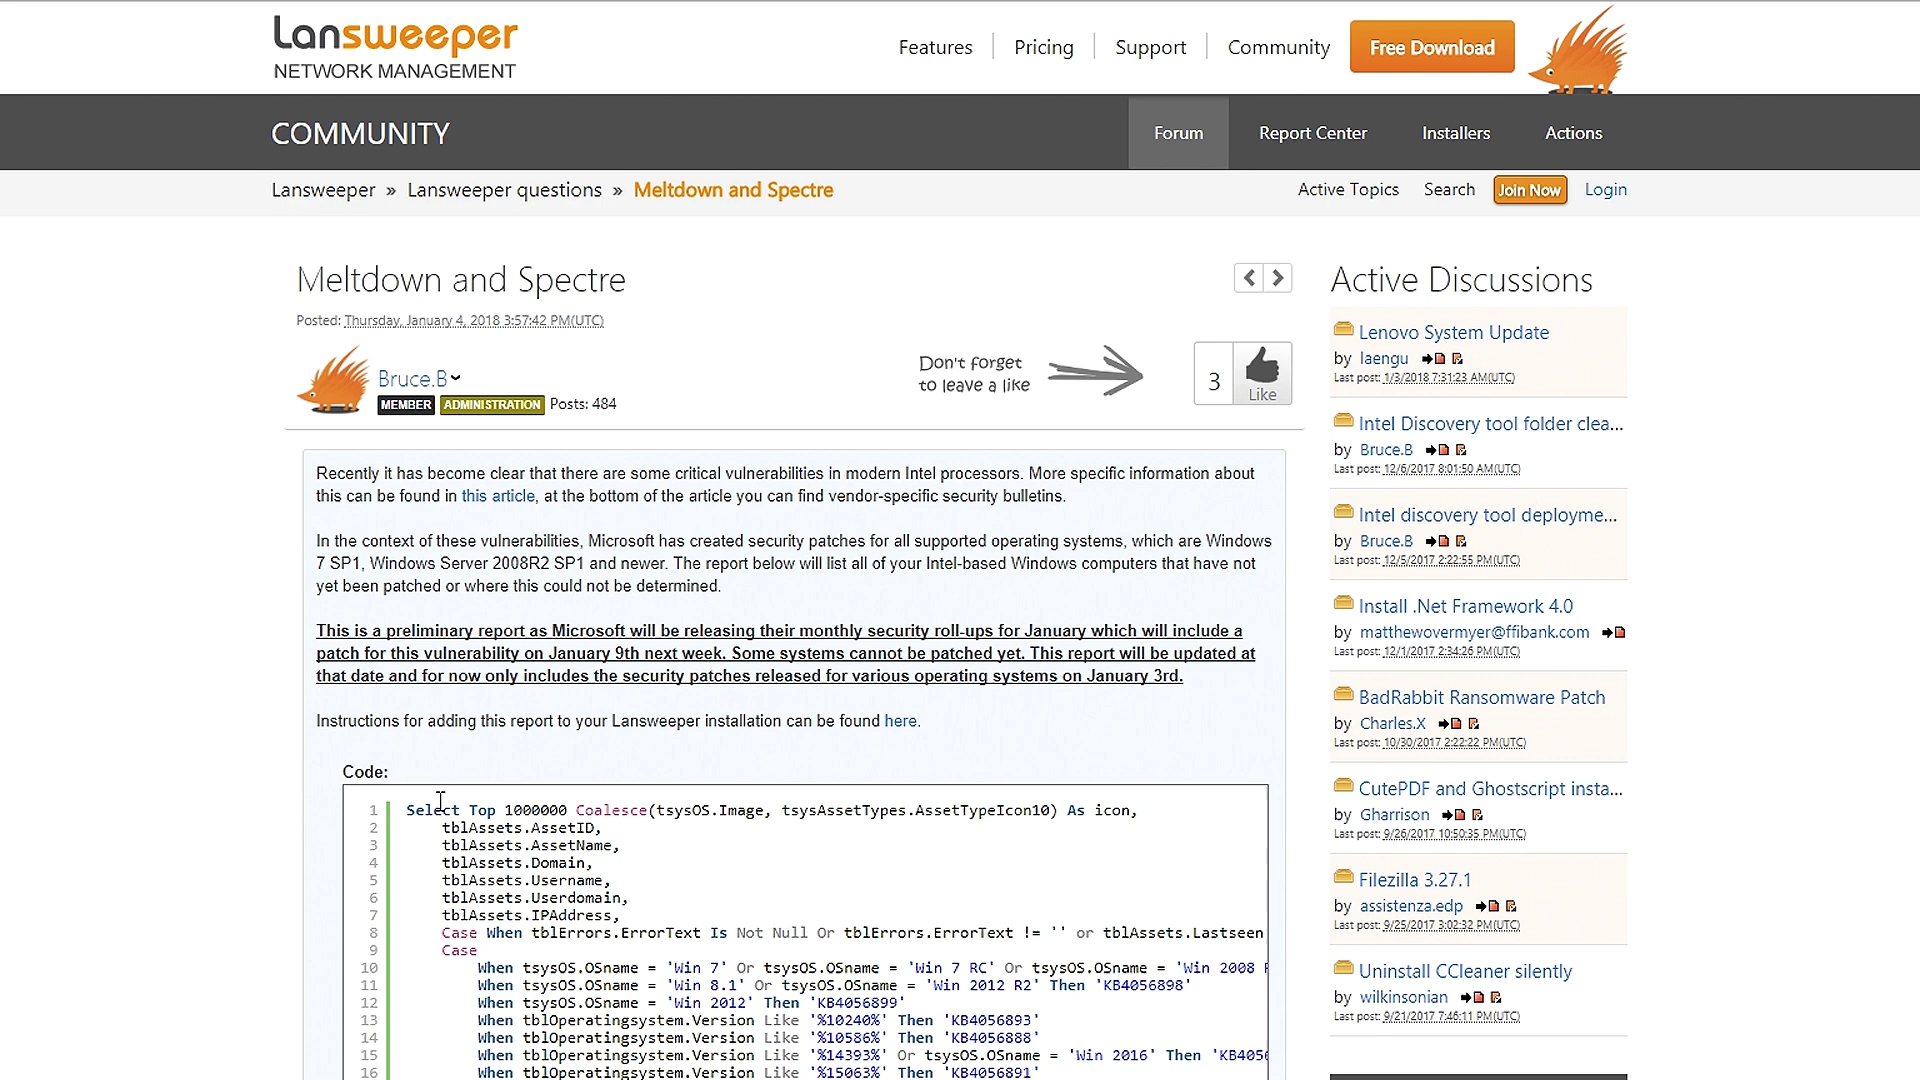 Lansweeper
NETWORK MANAGEMENT
Features
Pricing
Support
Community
Free Download
COMMUNITY
Forum
Report Center
Installers
Actions
Lansweeper » Lansweeper questions » Meltdown and Spectre
Active Topics
Search
Join Now
Login
Meltdown and Spectre
Posted: Thursday, January 4, 2018 3:57:42 PM(UTC)
Bruce.B
MEMBER ADMINISTRATION Posts: 484
Don't forget
to leave a like
3
Like
Recently it has become clear that there are some critical vulnerabilities in modern Intel processors. More specific information about
this can be found in this article, at the bottom of the article you can find vendor-specific security bulletins.
In the context of these vulnerabilities, Microsoft has created security patches for all supported operating systems, which are Windows
7 SP1, Windows Server 2008R2 SP1 and newer. The report below will list all of your Intel-based Windows computers that have not
yet been patched or where this could not be determined.
This is a preliminary report as Microsoft will be releasing their monthly security roll-ups for January which will include a
patch for this vulnerability on January 9th next week. Some systems cannot be patched yet. This report will be updated at
that date and for now only includes the security patches released for various operating systems on January 3rd.
Instructions for adding this report to your Lansweeper installation can be found here.
Code:
1 Select Top 1000000 Coalesce(tsysOS.Image, tsysAssetTypes.AssetTypeIcon10) As icon,
2 tblAssets.AssetID,
3 tblAssets.AssetName,
4 tblAssets.Domain,
5 tblAssets.Username,
6 tblAssets.Userdomain,
7 tblAssets.IPAddress,
8 Case When tblErrors.ErrorText Is Not Null Or tblErrors.ErrorText != '' or tblAssets.Lastseen
9 Case
10 When tsysOS.OSname = 'Win 7' Or tsysOS.OSname = 'Win 7 RC' Or tsysOS.OSname = 'Win 2008
11 When tsysOS.OSname = 'Win 8.1' Or tsysOS.OSname = 'Win 2012 R2' Then 'KB4056898'
12 When tsysOS.OSname = 'Win 2012' Then 'KB4056899'
13 When tblOperatingsystem.Version Like '%10240%' Then 'KB4056893'
14 When tblOperatingsystem.Version Like '%10586%' Then 'KB4056888'
15 When tblOperatingsystem.Version Like '%14393%' Or tsysOS.OSname = 'Win 2016' Then 'KB4056
16 When tblOperatingsystem.Version Like '%15063%' Then 'KB4056891'
Active Discussions
Lenovo System Update
by laengu
Last post: 1/3/2018 7:31:23 AM(UTC)
Intel Discovery tool folder clea...
by Bruce.B
Last post: 12/6/2017 8:01:50 AM(UTC)
Intel discovery tool deployme...
by Bruce.B
Last post: 12/5/2017 2:22:55 PM(UTC)
Install .Net Framework 4.0
by matthewovermyer@ffibank.com
Last post: 12/1/2017 2:34:26 PM(UTC)
BadRabbit Ransomware Patch
by Charles.X
Last post: 10/30/2017 2:22:22 PM(UTC)
CutePDF and Ghostscript insta...
by Gharrison
Last post: 9/26/2017 10:50:35 PM(UTC)
Filezilla 3.27.1
by assistenza.edp
Last post: 9/25/2017 3:02:32 PM(UTC)
Uninstall CCleaner silently
by wilkinsonian
Last post: 9/21/2017 7:46:11 PM(UTC)